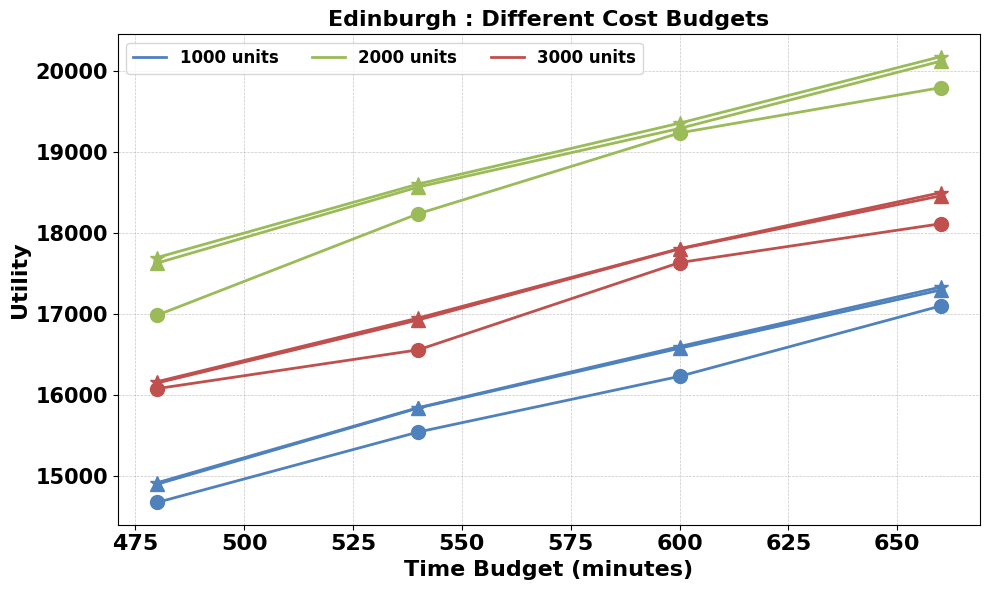 Edinburgh : Different Cost Budgets
1000 units 2000 units 3000 units
20000
19000
18000
17000
16000
15000
Utility
475 500 525 550 575 600 625 650
Time Budget (minutes)